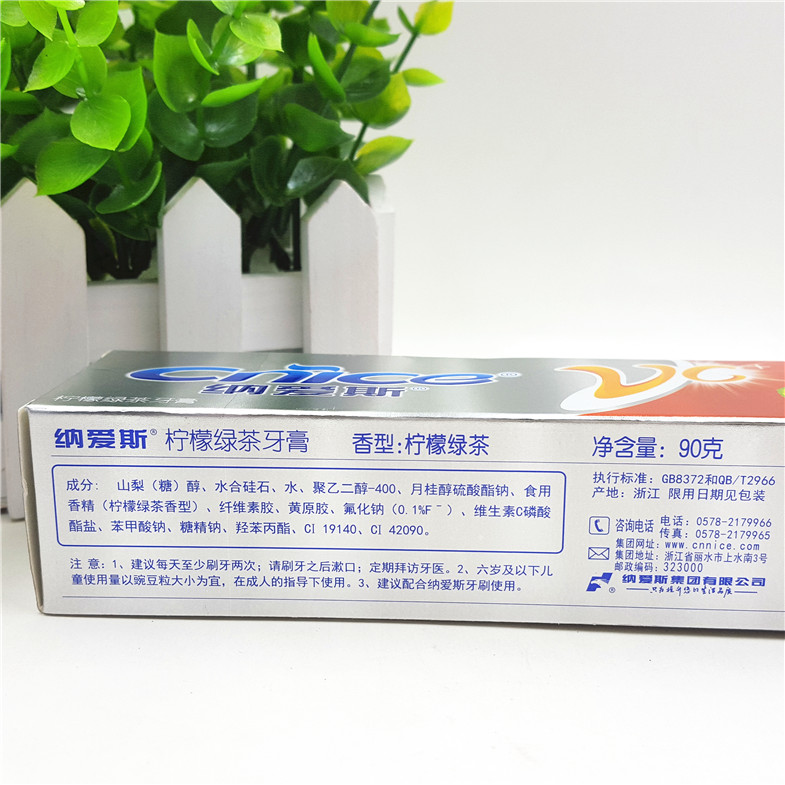 cnice®
纳爱斯®
VC
柠檬绿茶牙膏
纳爱斯® 柠檬绿茶牙膏 香型:柠檬绿茶 净含量: 90克
成分: 山梨（糖）醇、水合硅石、水、聚乙二醇-400、月桂醇硫酸酯钠、食用
香精（柠檬绿茶香型）、纤维素胶、黄原胶、氟化钠（0.1%F⁻）、维生素C磷酸
酯盐、苯甲酸钠、糖精钠、羟苯丙酯、CI 19140、CI 42090。
注 意: 1、建议每天至少刷牙两次; 请刷牙之后漱口; 定期拜访牙医。2、六岁及以下儿
童使用量以豌豆粒大小为宜，在成人的指导下使用。3、建议配合纳爱斯牙刷使用。
执行标准: GB8372和QB/T2966
产地: 浙江 限用日期见包装
咨询电话 电话: 0578-2179966
传真: 0578-2179965
集团网址: www.cnnice.com
集团地址: 浙江省丽水市上水南3号
邮政编码: 323000
纳爱斯集团有限公司
——只为提升您的生活品质——